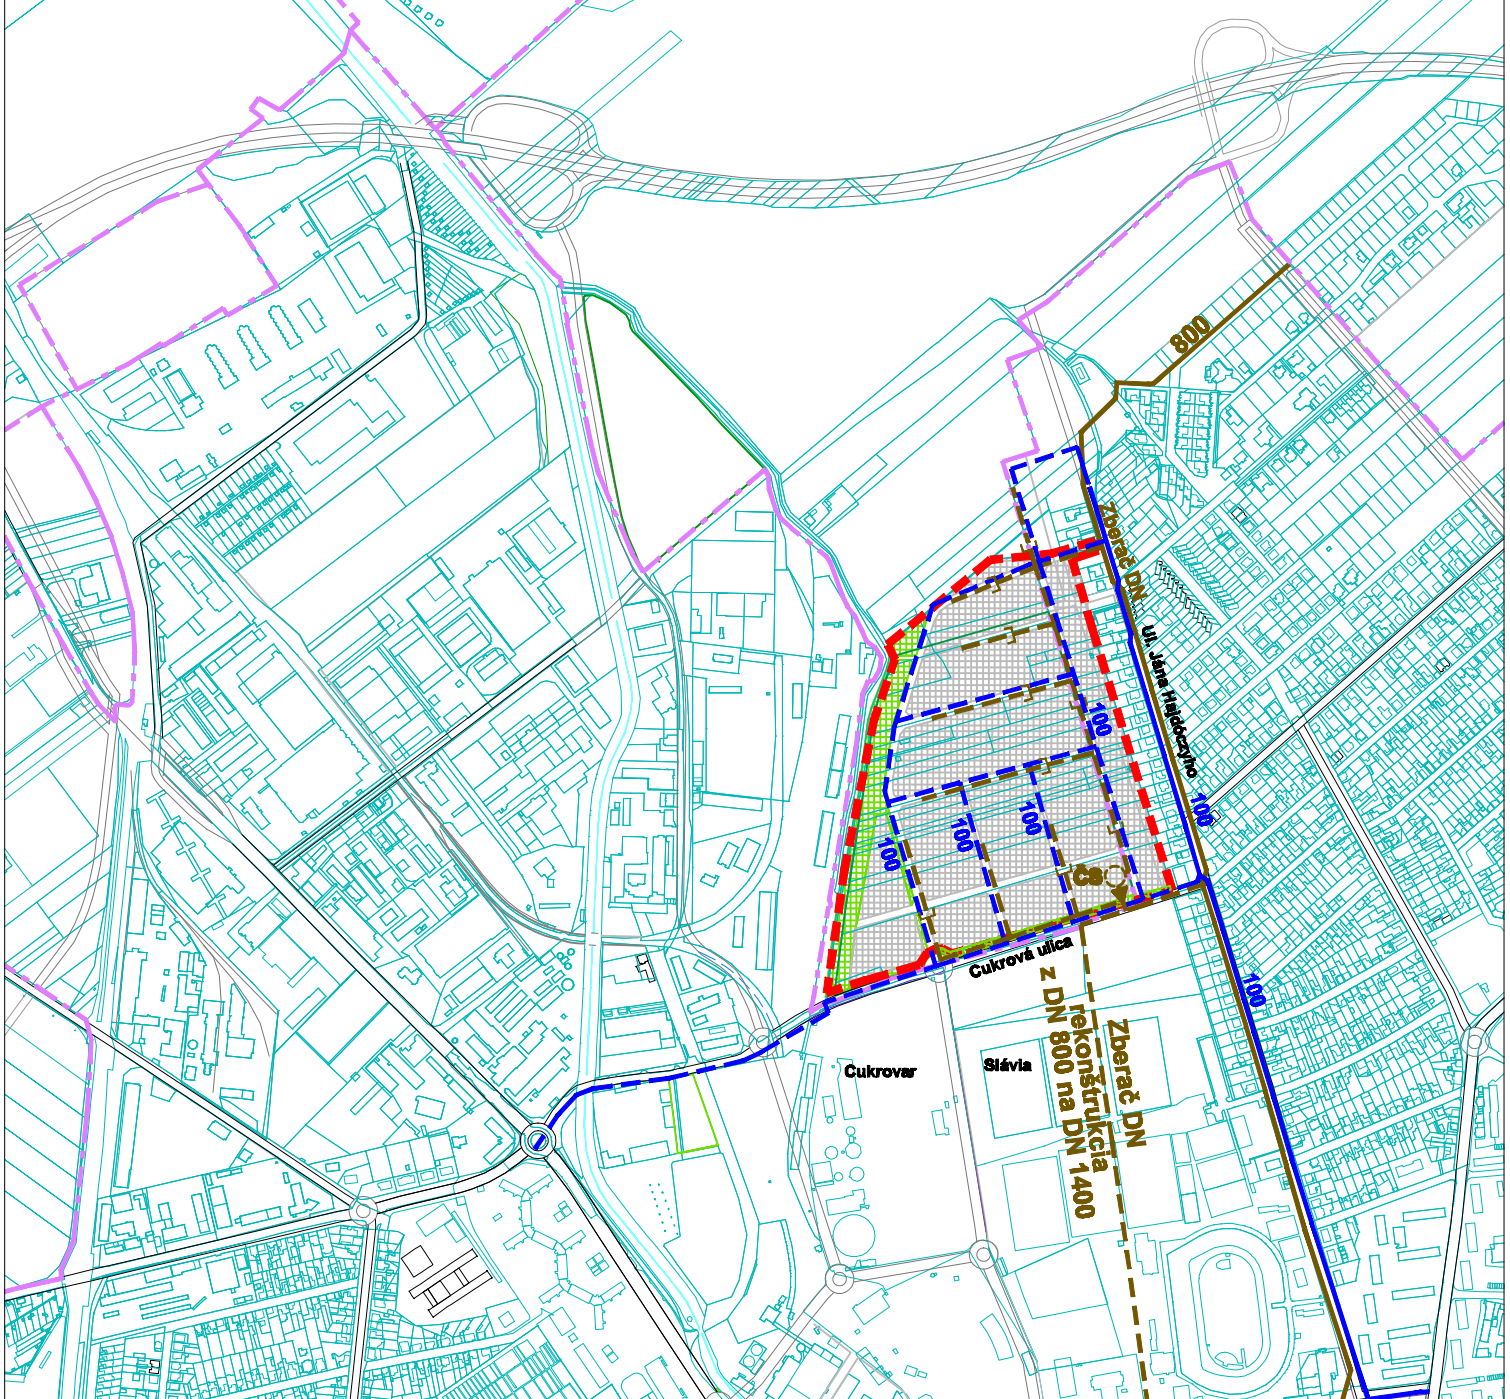 800
Zberač DN
Ul. Jána Hajdóczyho
100
100
100
100
100
ČS
Cukrová ulica
100
Zberač DN
rekonštrukcia
z DN 800 na DN 1400
Cukrovar
Slávia